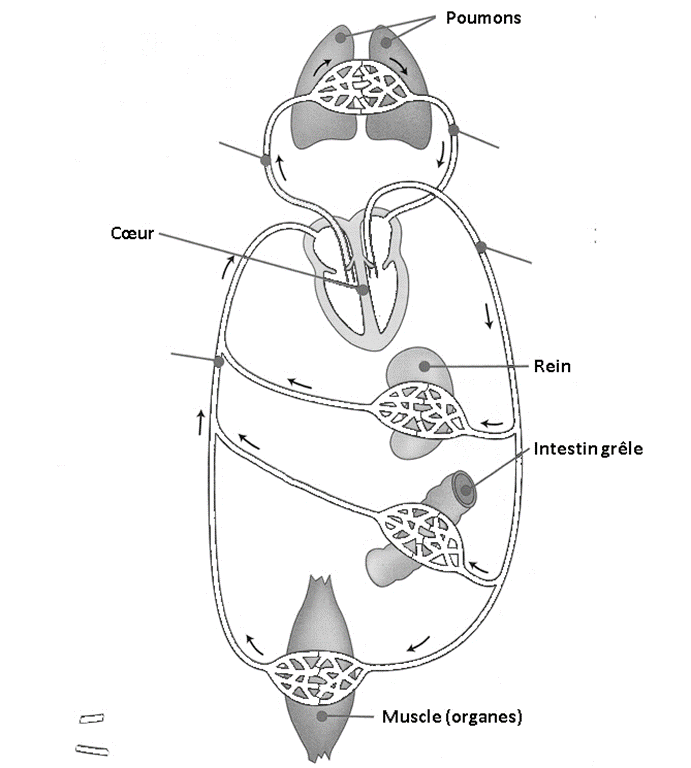 Poumons
Cœur
Rein
Intestin grêle
Muscle (organes)